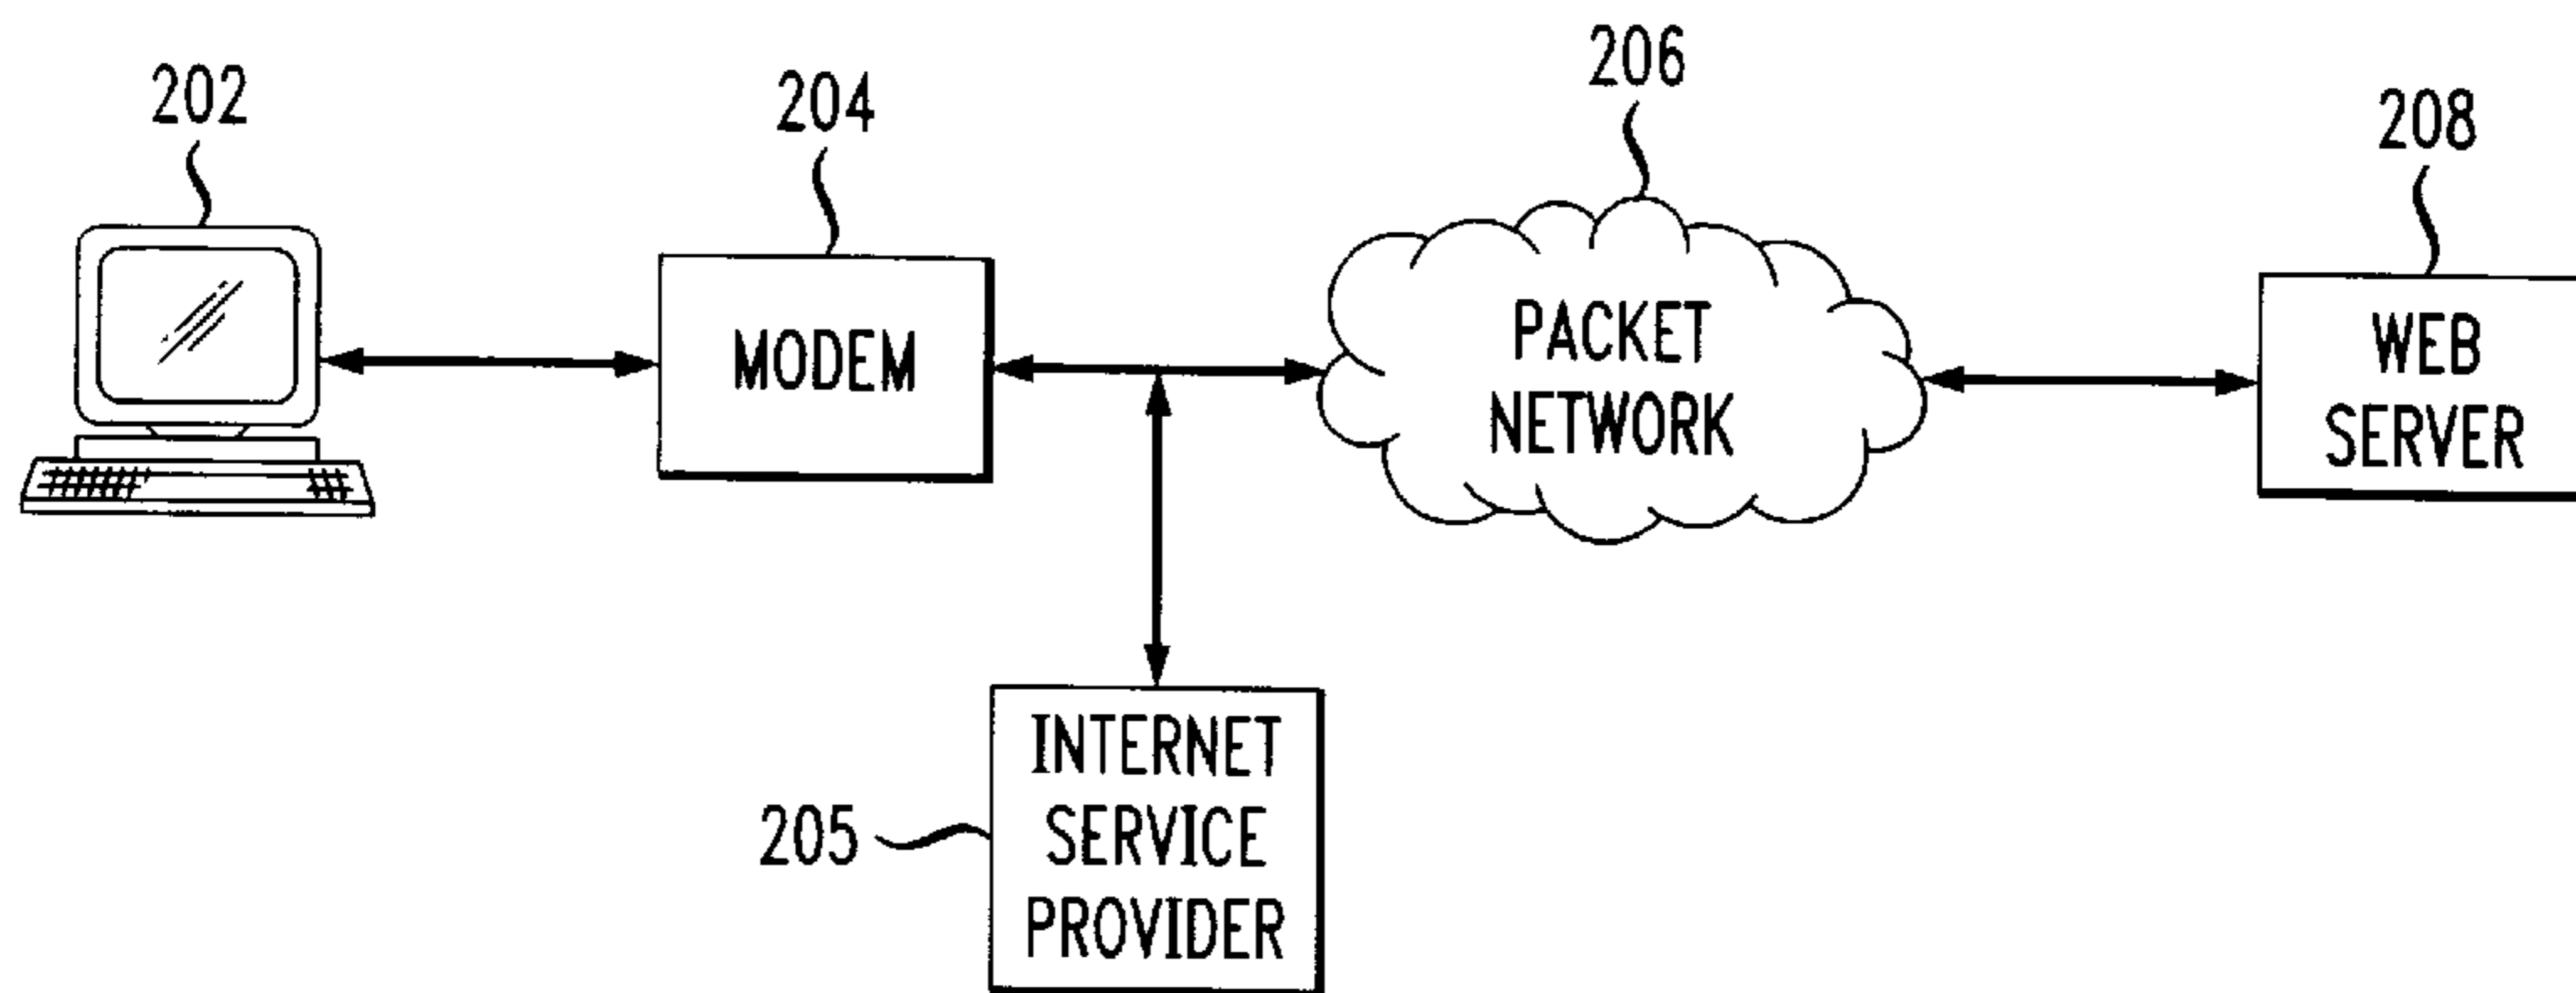 202
204
206
208
MODEM
PACKET
NETWORK
WEB
SERVER
205
INTERNET
SERVICE
PROVIDER